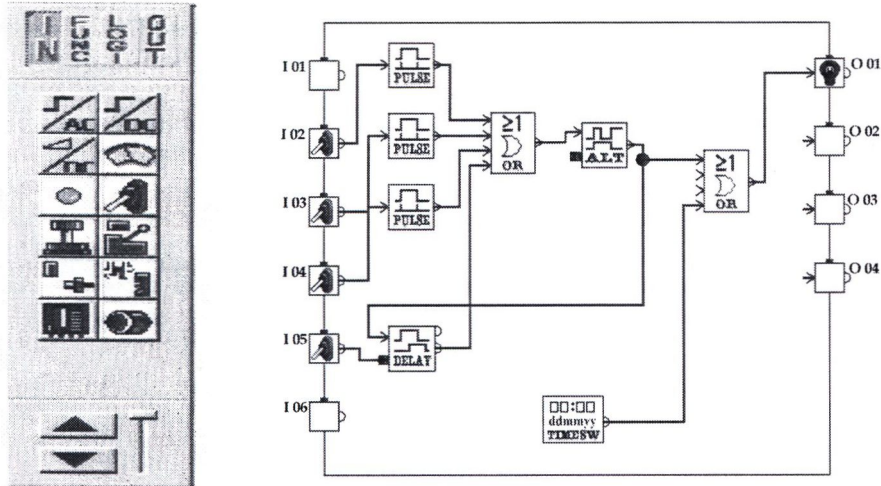 IN
FUNC
LOGI
OUT
AC
DC
DC
I 01
I 02
I 03
I 04
I 05
I 06
PULSE
PULSE
PULSE
≥1
OR
ALT
≥1
OR
DELAY
00:00
ddmmyy
TIMESW
O 01
O 02
O 03
O 04